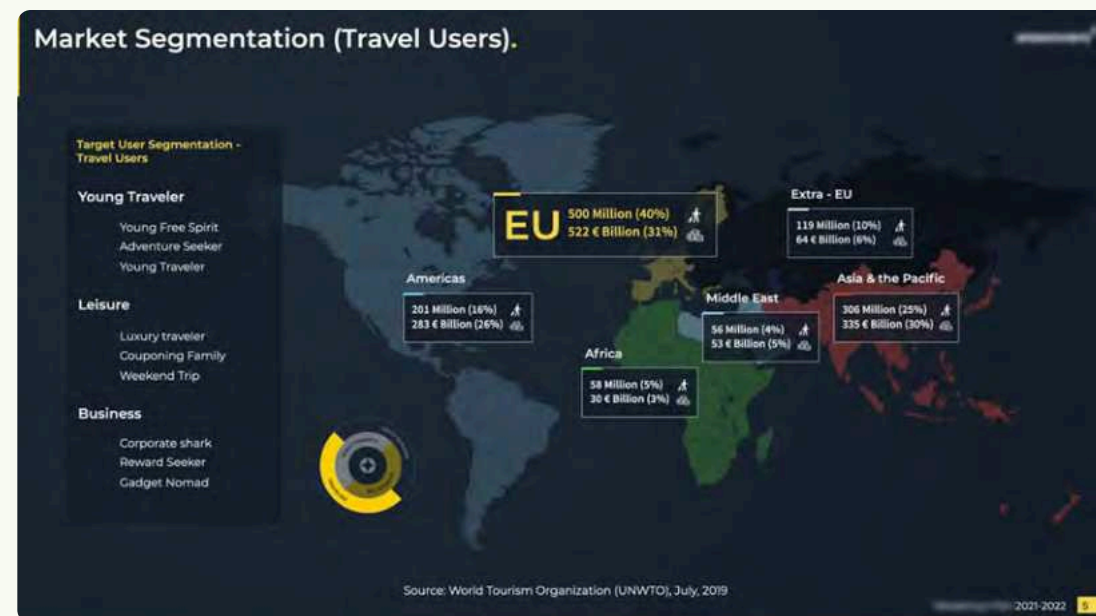 Market Segmentation (Travel Users).
Target User Segmentation -
Travel Users
Young Traveler
Young Free Spirit
Adventure Seeker
Young Traveler
Leisure
Luxury traveler
Couponing Family
Weekend Trip
Business
Corporate shark
Reward Seeker
Gadget Nomad
EU
500 Million (40%)
522 € Billion (31%)
Extra - EU
119 Million (10%)
64 € Billion (6%)
Americas
201 Million (16%)
283 € Billion (26%)
Asia & the Pacific
306 Million (25%)
335 € Billion (30%)
Middle East
56 Million (4%)
53 € Billion (5%)
Africa
58 Million (5%)
30 € Billion (3%)
Source: World Tourism Organization (UNWTO), July, 2019
2021-2022
5